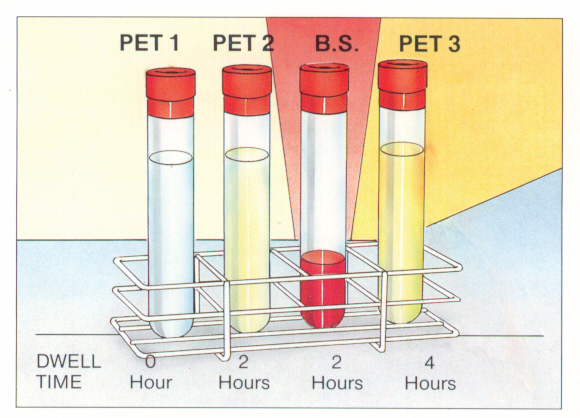 PET 1 PET 2 B.S. PET 3
DWELL 0 2 2 4
TIME Hour Hours Hours Hours